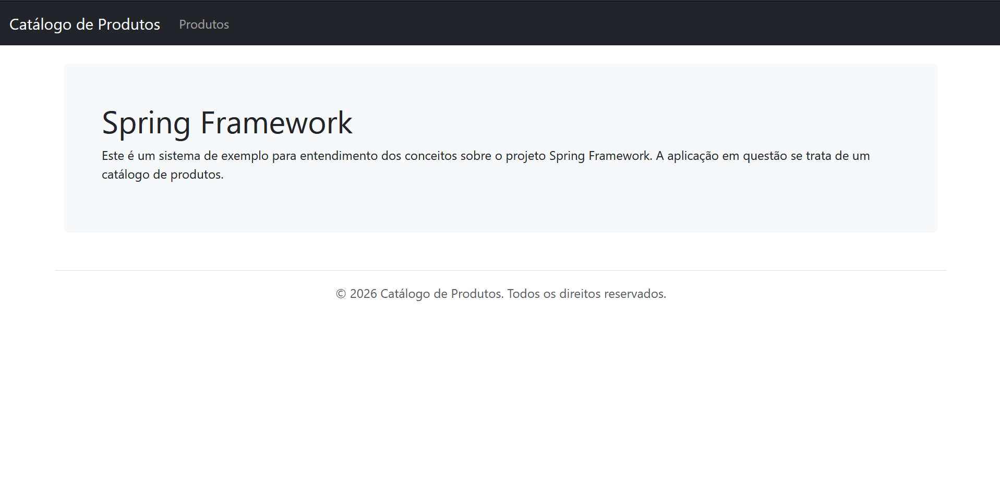 Catálogo de Produtos Produtos
Spring Framework
Este é um sistema de exemplo para entendimento dos conceitos sobre o projeto Spring Framework. A aplicação em questão se trata de um
catálogo de produtos.
© 2026 Catálogo de Produtos. Todos os direitos reservados.